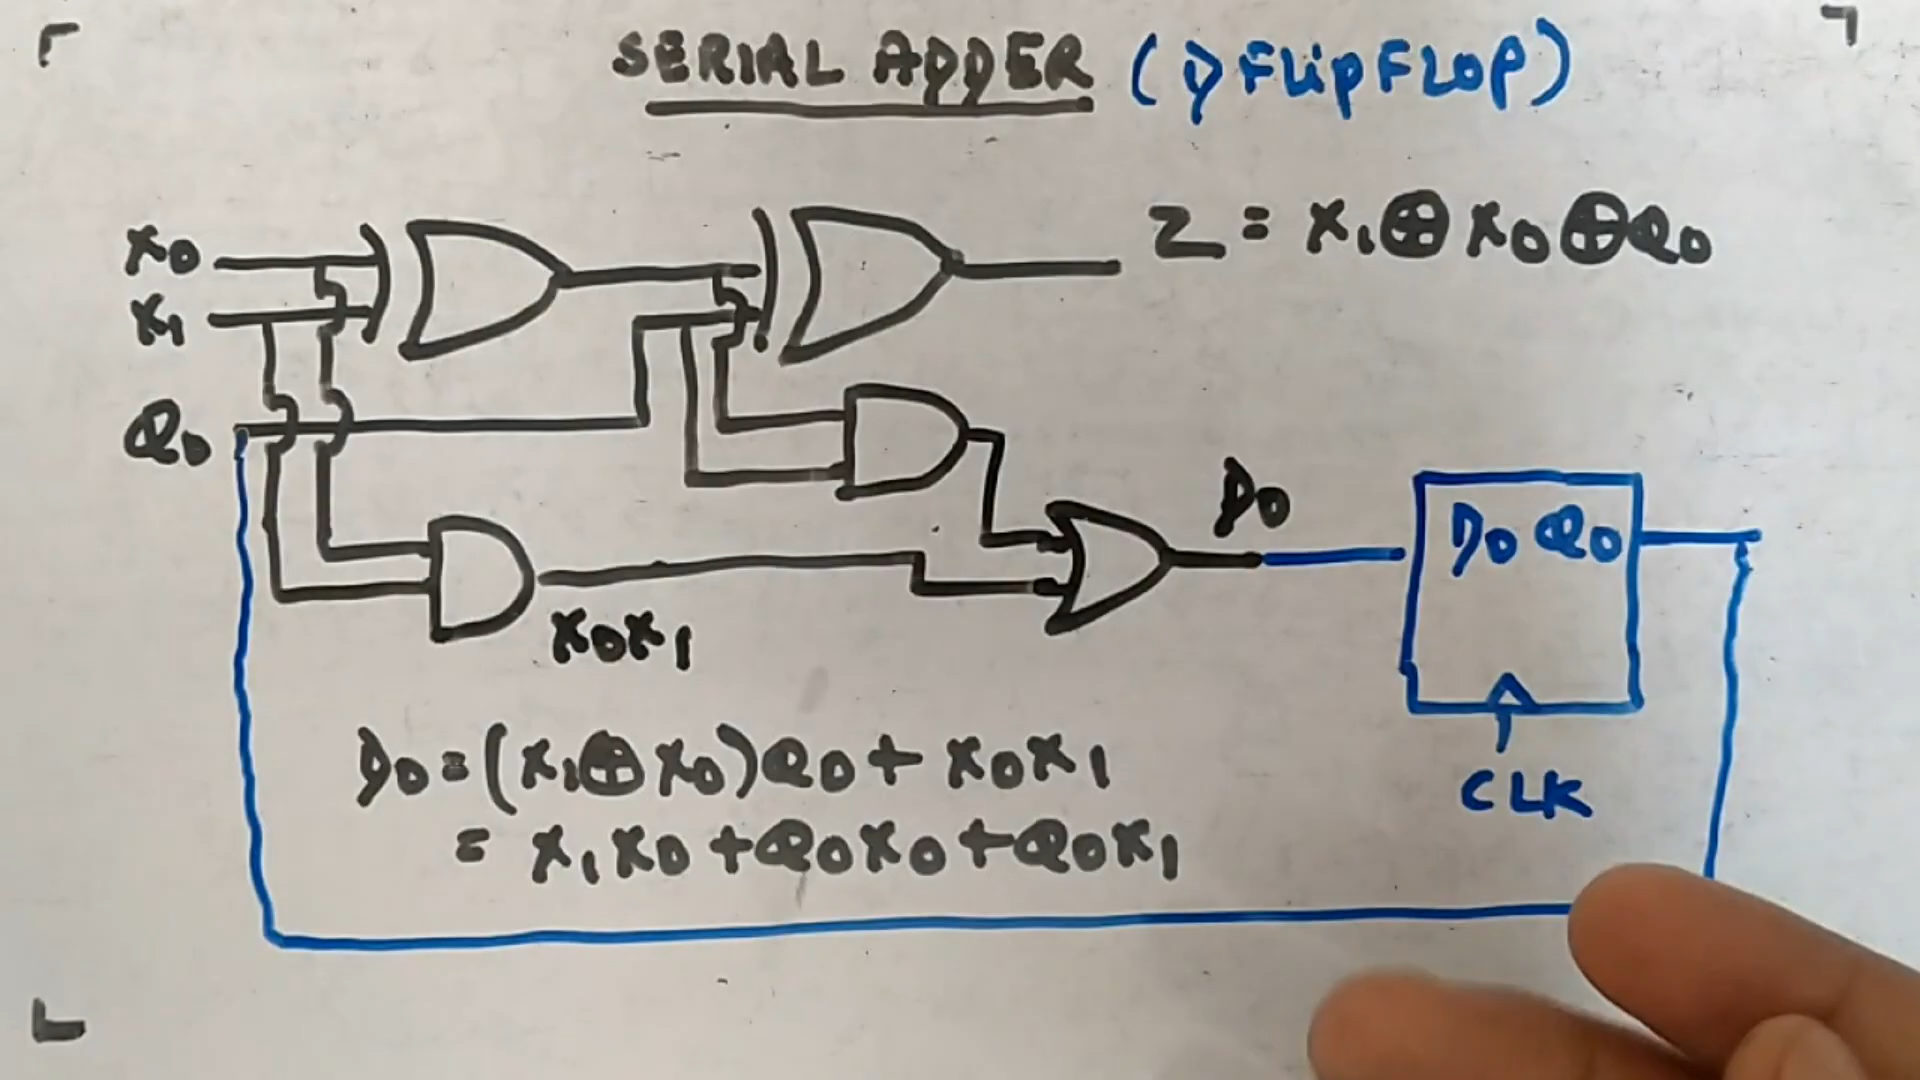 SERIAL ADDER (D FLipFLOP)
x0
x1
Q0
Z = x1⊕x0⊕Q0
D0
D0 Q0
CLK
x0x1
D0=(x1⊕x0)Q0+x0x1
= x1x0+Q0x0+Q0x1